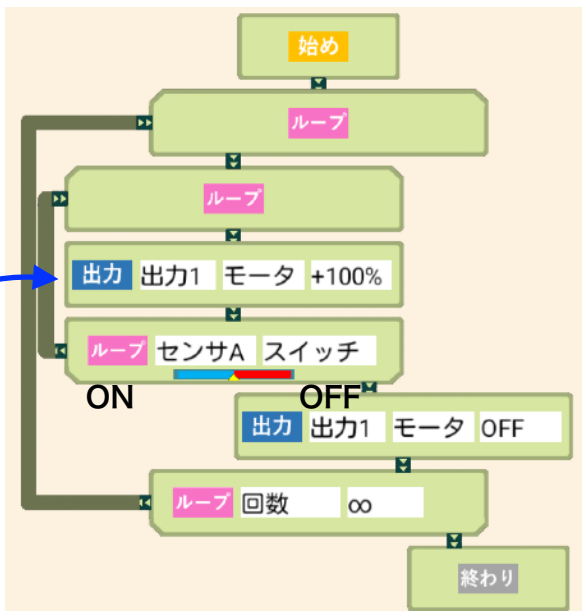 始め
ループ
ループ
出力 出力1 モータ +100%
ループ センサA スイッチ
ON OFF
出力 出力1 モータ OFF
ループ 回数 ∞
終わり